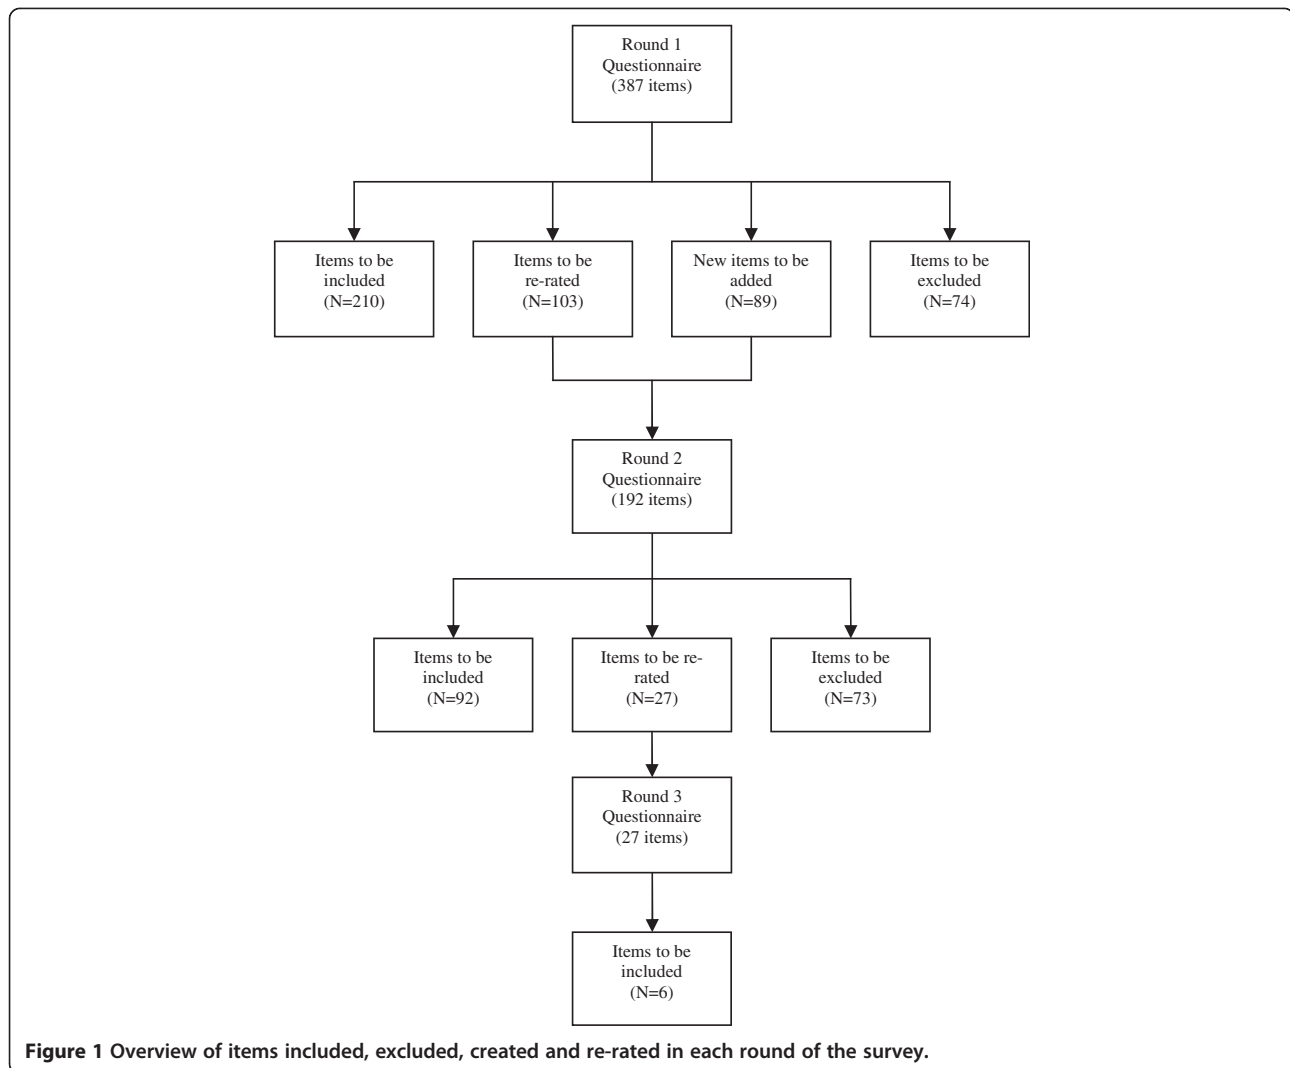 Round 1
Questionnaire
(387 items)
Items to be
included
(N=210)
Items to be
re-rated
(N=103)
New items to be
added
(N=89)
Items to be
excluded
(N=74)
Round 2
Questionnaire
(192 items)
Items to be
included
(N=92)
Items to be re-
rated
(N=27)
Items to be
excluded
(N=73)
Round 3
Questionnaire
(27 items)
Items to be
included
(N=6)
Figure 1 Overview of items included, excluded, created and re-rated in each round of the survey.